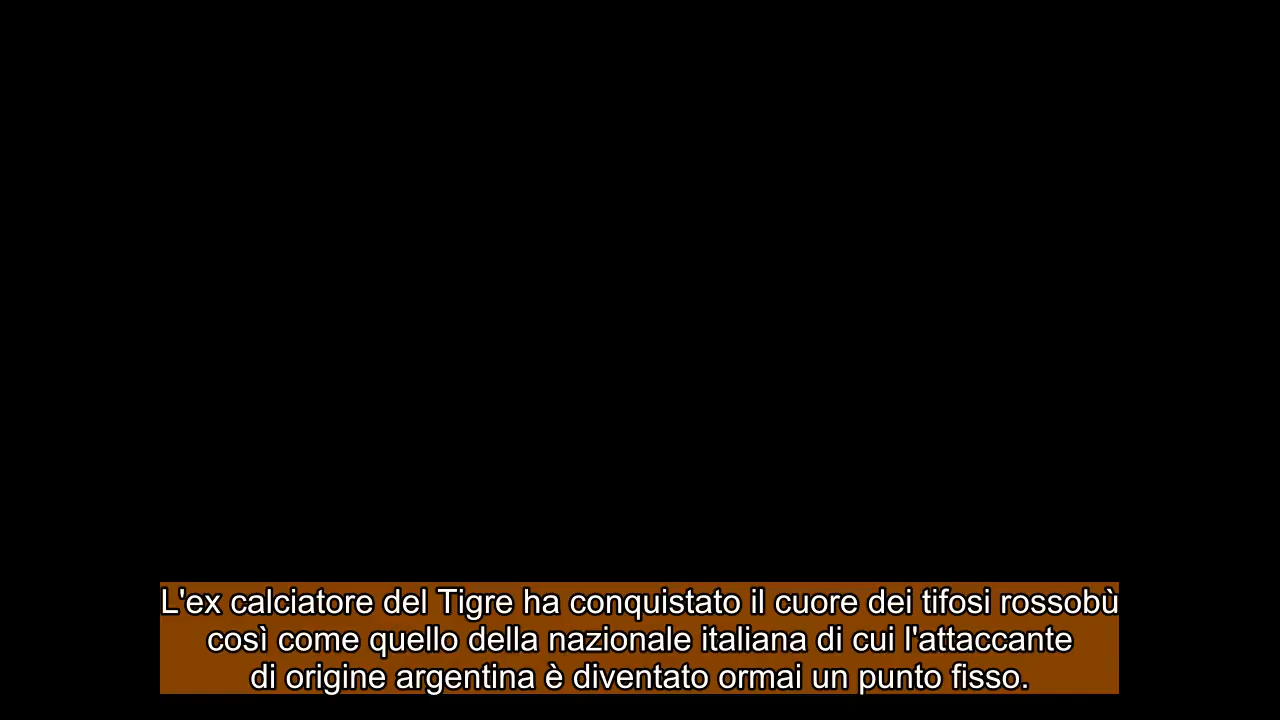 L'ex calciatore del Tigre ha conquistato il cuore dei tifosi rossobù
così come quello della nazionale italiana di cui l'attaccante
di origine argentina è diventato ormai un punto fisso.